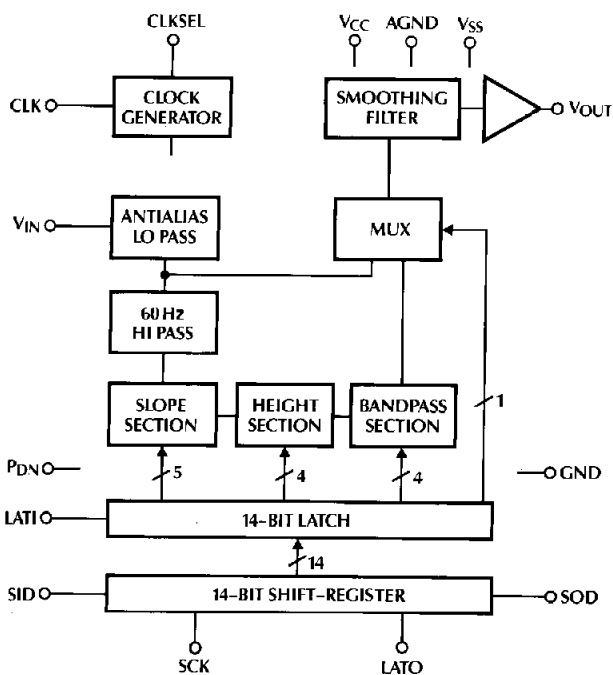 CLKSEL
VCC
AGND
VSS
CLK
CLOCK
GENERATOR
SMOOTHING
FILTER
VOUT
VIN
ANTIALIAS
LO PASS
MUX
60 Hz
HI PASS
SLOPE
SECTION
HEIGHT
SECTION
BANDPASS
SECTION
1
PDN
5
4
4
GND
LATI
14-BIT LATCH
14
SID
14-BIT SHIFT-REGISTER
SOD
SCK
LATO